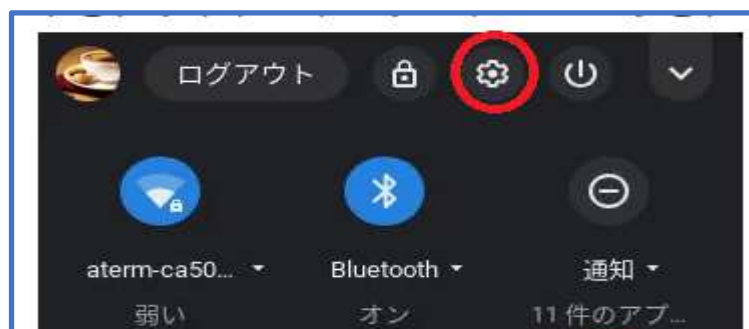 ログアウト
aterm-ca50... Bluetooth 通知
弱い オン 11 件のアプ...